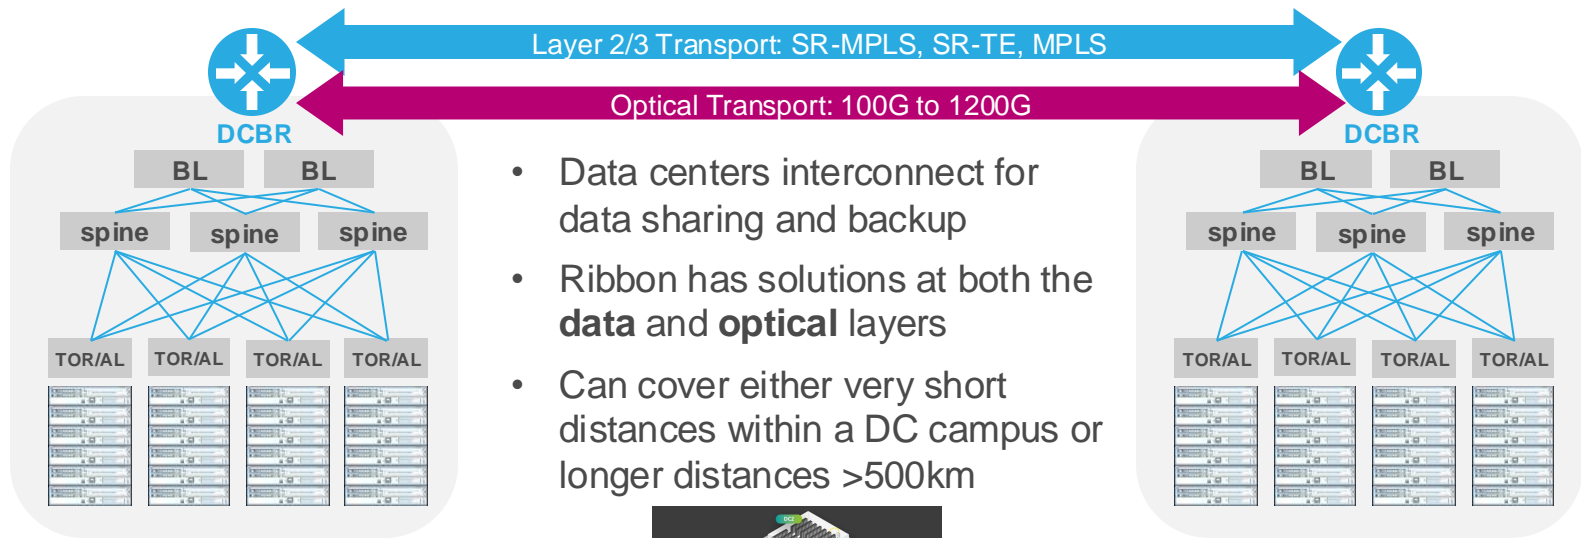 Layer 2/3 Transport: SR-MPLS, SR-TE, MPLS
Optical Transport: 100G to 1200G
DCBR
BL BL
spine spine spine
TOR/AL TOR/AL TOR/AL TOR/AL
• Data centers interconnect for
data sharing and backup
• Ribbon has solutions at both the
data and optical layers
• Can cover either very short
distances within a DC campus or
longer distances >500km
DCI
DCBR
BL BL
spine spine spine
TOR/AL TOR/AL TOR/AL TOR/AL